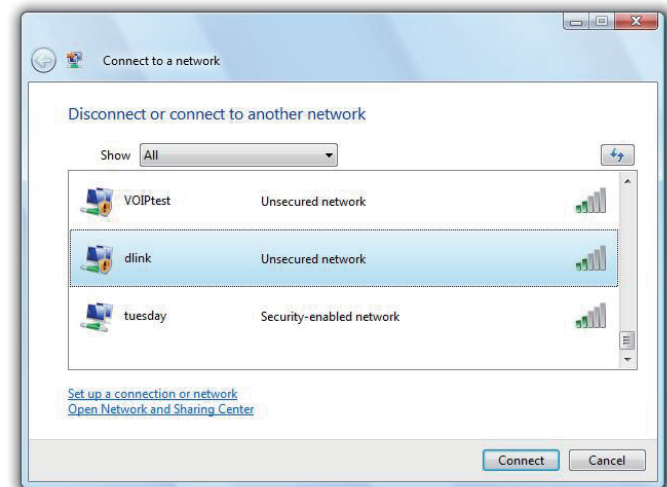 Connect to a network
Disconnect or connect to another network
Show All
VOIPtest Unsecured network
dlink Unsecured network
tuesday Security-enabled network
Set up a connection or network
Open Network and Sharing Center
Connect Cancel